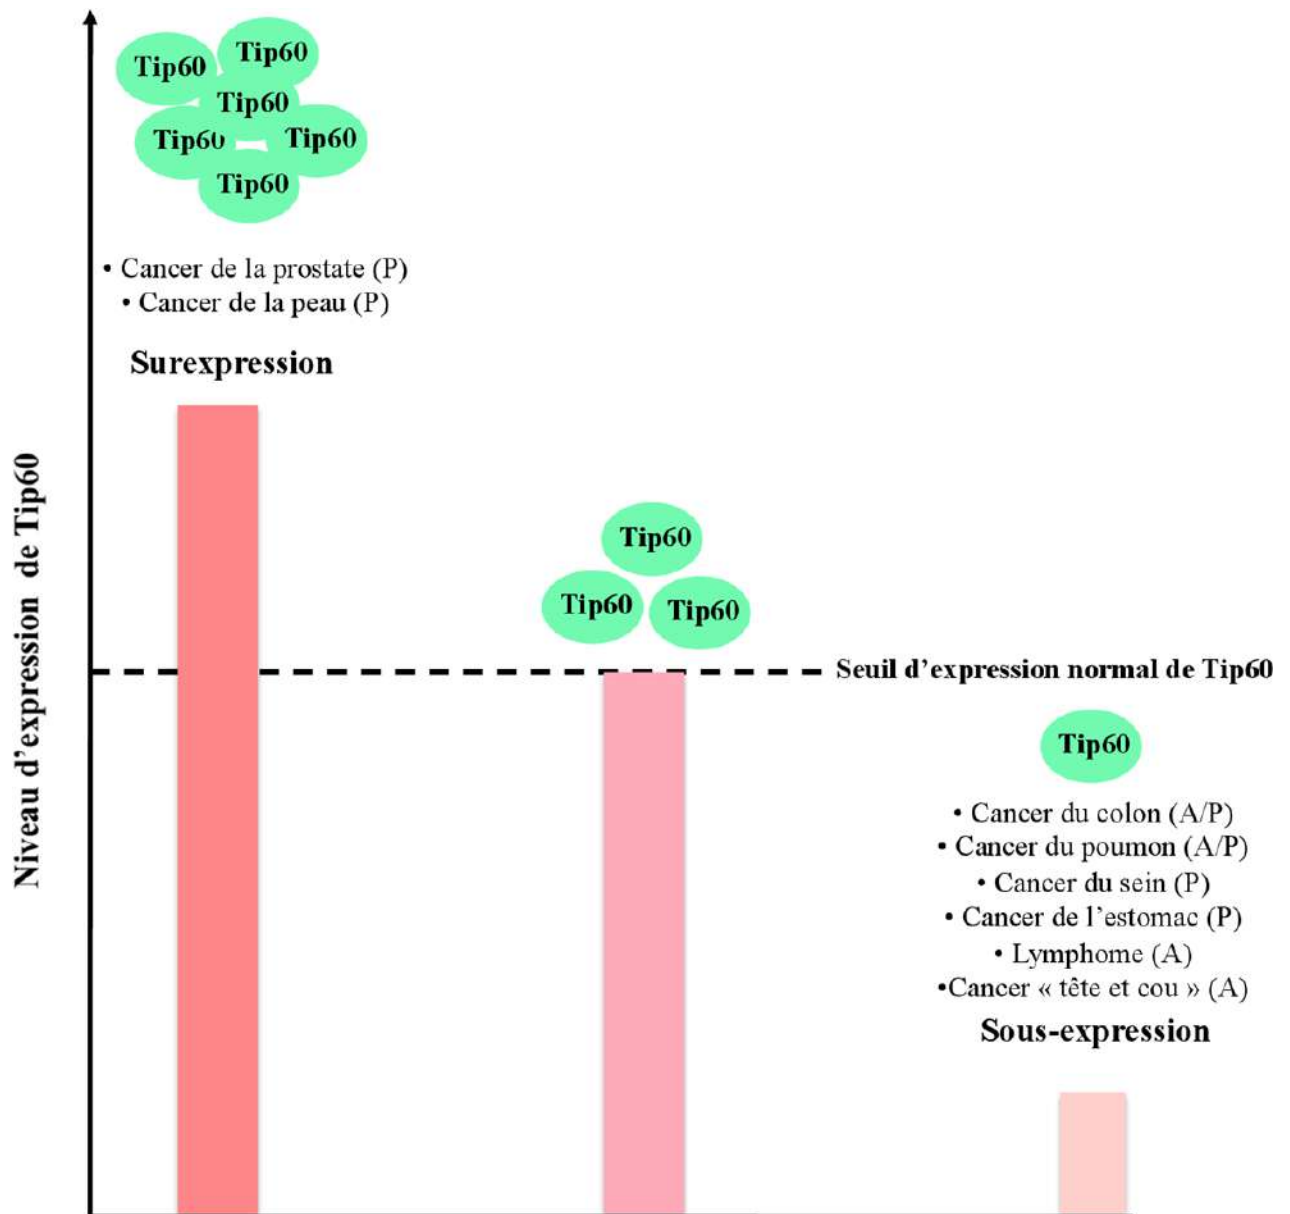 Tip60
Tip60
Tip60
Tip60
Tip60
Tip60
• Cancer de la prostate (P)
• Cancer de la peau (P)
Surexpression
Niveau d’expression de Tip60
Tip60
Tip60
Tip60
Seuil d’expression normal de Tip60
Tip60
• Cancer du colon (A/P)
• Cancer du poumon (A/P)
• Cancer du sein (P)
• Cancer de l’estomac (P)
• Lymphome (A)
•Cancer « tête et cou » (A)
Sous-expression